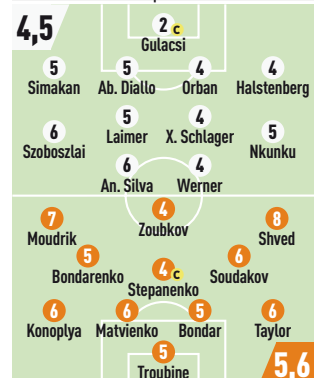 4,5
2 C
Gulacsi
5 5 4 4
Simakan Ab. Diallo Orban Halstenberg
6 5 4 5
Szoboszlai Laimer X. Schlager Nkunku
6 4
An. Silva Werner
7 4 8
Moudrik Zoubkov Shved
5 4 C 6
Bondarenko Stepanenko Soudakov
6 6 5 6
Konoplya Matvienko Bondar Taylor
5
Troubine
5,6